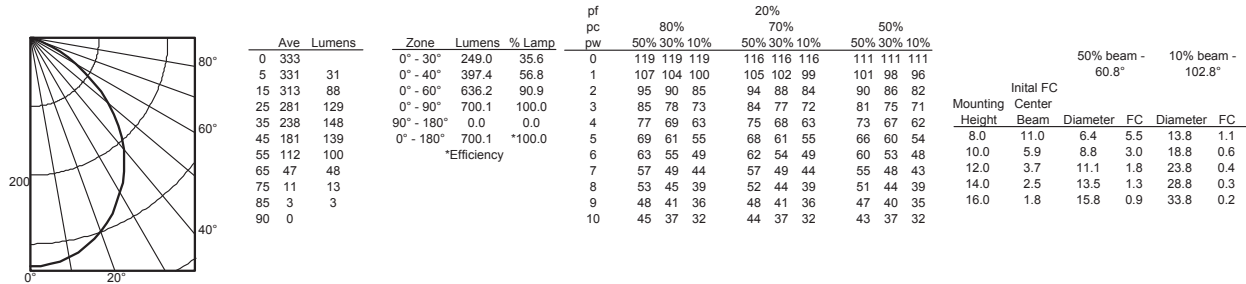 80°
60°
200
40°
0° 20°
Ave Lumens
0 333
5 331 31
15 313 88
25 281 129
35 238 148
45 181 139
55 112 100
65 47 48
75 11 13
85 3 3
90 0
Zone Lumens % Lamp
0° - 30° 249.0 35.6
0° - 40° 397.4 56.8
0° - 60° 636.2 90.9
0° - 90° 700.1 100.0
90° - 180° 0.0 0.0
0° - 180° 700.1 *100.0
*Efficiency
pf 20%
pc 80% 70% 50%
pw 50% 30% 10% 50% 30% 10% 50% 30% 10%
0 119 119 119 116 116 116 111 111 111
1 107 104 100 105 102 99 101 98 96
2 95 90 85 94 88 84 90 86 82
3 85 78 73 84 77 72 81 75 71
4 77 69 63 75 68 63 73 67 62
5 69 61 55 68 61 55 66 60 54
6 63 55 49 62 54 49 60 53 48
7 57 49 44 57 49 44 55 48 43
8 53 45 39 52 44 39 51 44 39
9 48 41 36 48 41 36 47 40 35
10 45 37 32 44 37 32 43 37 32
50% beam - 10% beam -
60.8° 102.8°
Inital FC
Mounting Center
Height Beam Diameter FC Diameter FC
8.0 11.0 6.4 5.5 13.8 1.1
10.0 5.9 8.8 3.0 18.8 0.6
12.0 3.7 11.1 1.8 23.8 0.4
14.0 2.5 13.5 1.3 28.8 0.3
16.0 1.8 15.8 0.9 33.8 0.2